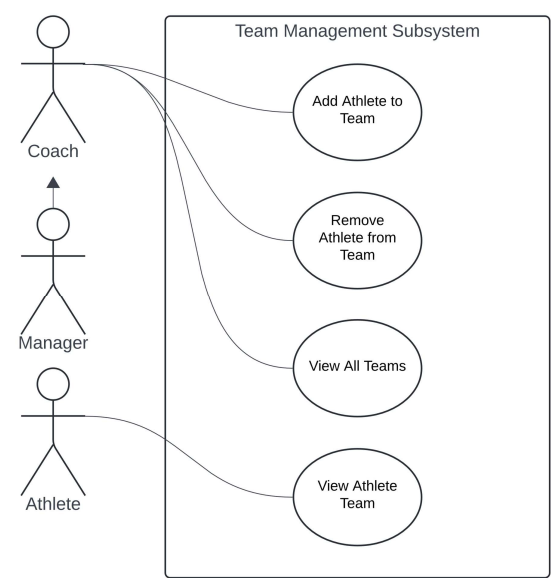 Team Management Subsystem
Add Athlete to
Team
Coach
Remove
Athlete from
Team
Manager
View All Teams
View Athlete
Team
Athlete